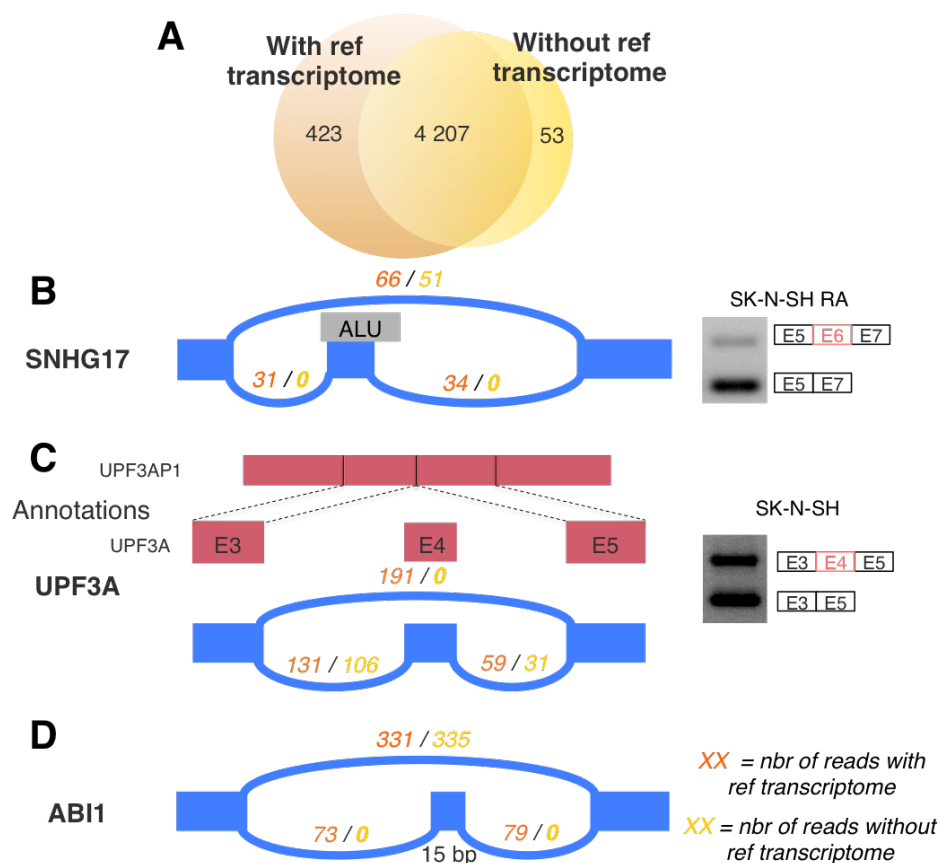 A
With ref
transcriptome
Without ref
transcriptome
423
4 207
53
B
66 / 51
SK-N-SH RA
ALU
E5 E6 E7
SNHG17
31 / 0
34 / 0
E5 E7
C
UPF3AP1
Annotations
SK-N-SH
UPF3A
E3 E4 E5
E3 E4 E5
UPF3A
191 / 0
E3 E5
131 / 106
59 / 31
D
331 / 335
XX = nbr of reads with
ref transcriptome
ABI1
73 / 0
79 / 0
15 bp
XX = nbr of reads without
ref transcriptome